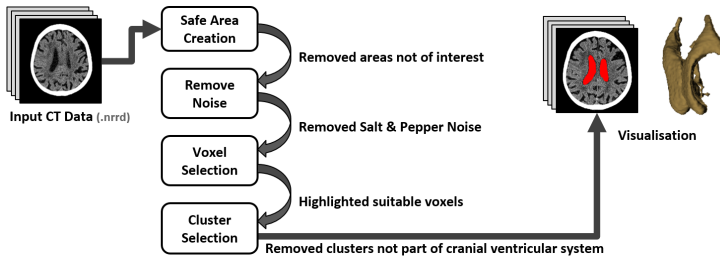 Safe Area
Creation
Removed areas not of interest
Input CT Data (.nrrd)
Remove
Noise
Removed Salt & Pepper Noise
Voxel
Selection
Highlighted suitable voxels
Cluster
Selection
Removed clusters not part of cranial ventricular system
Visualisation